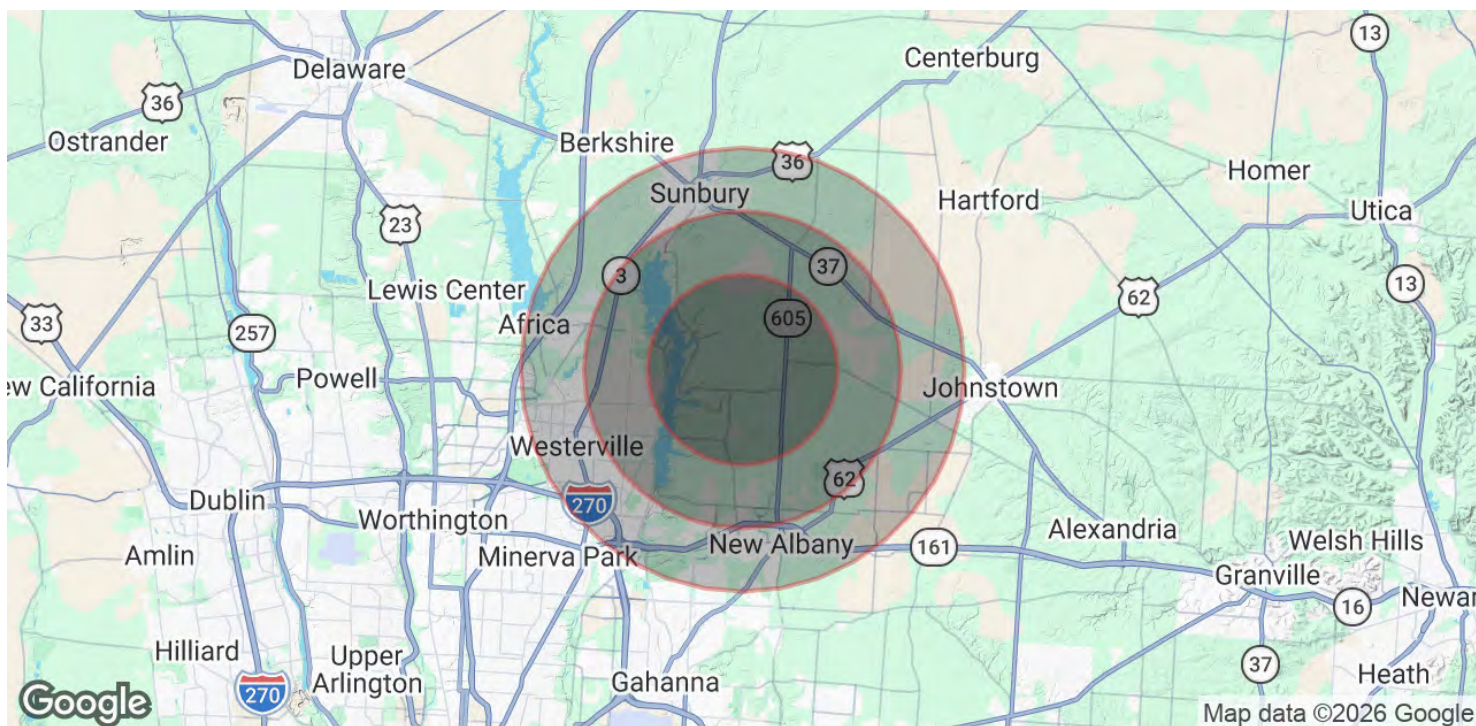 13
Centerburg
Delaware
36
Ostrander
Berkshire
36
Homer
Sunbury
Hartford
Utica
23
3
37
13
Lewis Center
62
33
257
Africa
605
ew California
Powell
Johnstown
Westerville
62
Dublin
270
Worthington
Alexandria
Amlin
Minerva Park
New Albany
161
Welsh Hills
Granville
16
Newar
Hilliard
Upper
Arlington
37
Heath
270
Gahanna
Google
Map data ©2026 Google